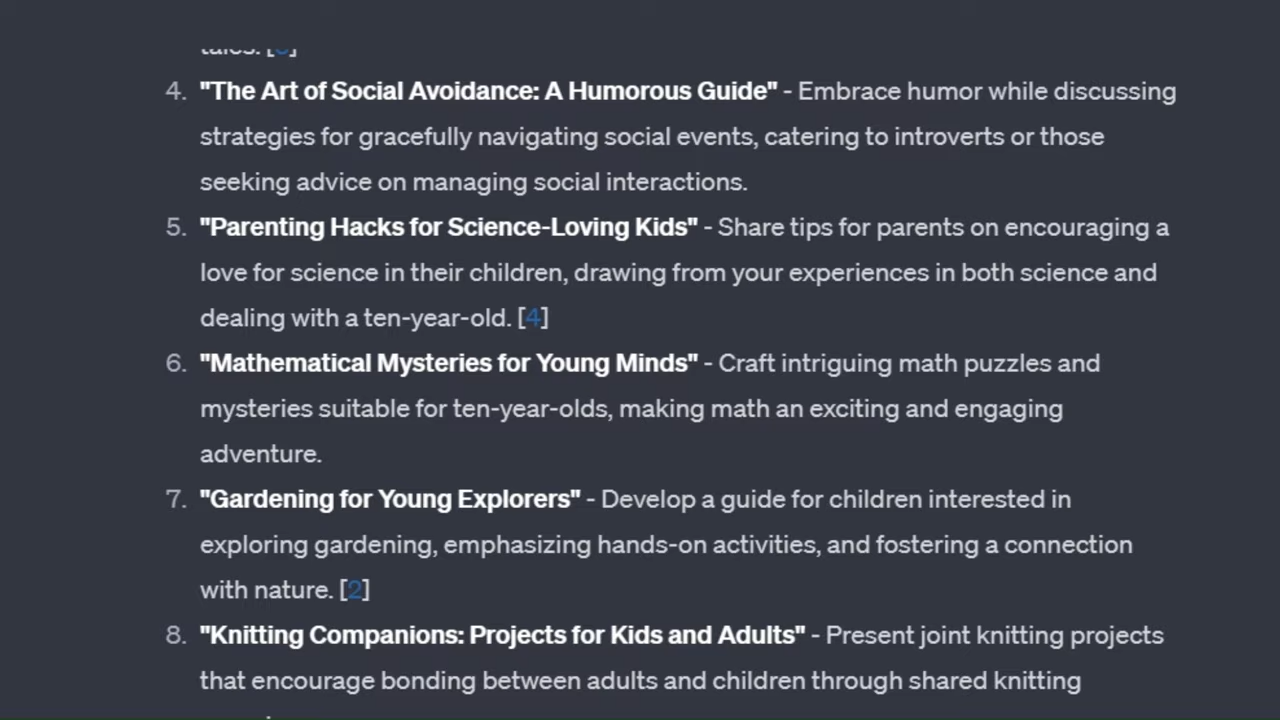 tales. [3]
4. "The Art of Social Avoidance: A Humorous Guide" - Embrace humor while discussing
strategies for gracefully navigating social events, catering to introverts or those
seeking advice on managing social interactions.
5. "Parenting Hacks for Science-Loving Kids" - Share tips for parents on encouraging a
love for science in their children, drawing from your experiences in both science and
dealing with a ten-year-old. [4]
6. "Mathematical Mysteries for Young Minds" - Craft intriguing math puzzles and
mysteries suitable for ten-year-olds, making math an exciting and engaging
adventure.
7. "Gardening for Young Explorers" - Develop a guide for children interested in
exploring gardening, emphasizing hands-on activities, and fostering a connection
with nature. [2]
8. "Knitting Companions: Projects for Kids and Adults" - Present joint knitting projects
that encourage bonding between adults and children through shared knitting